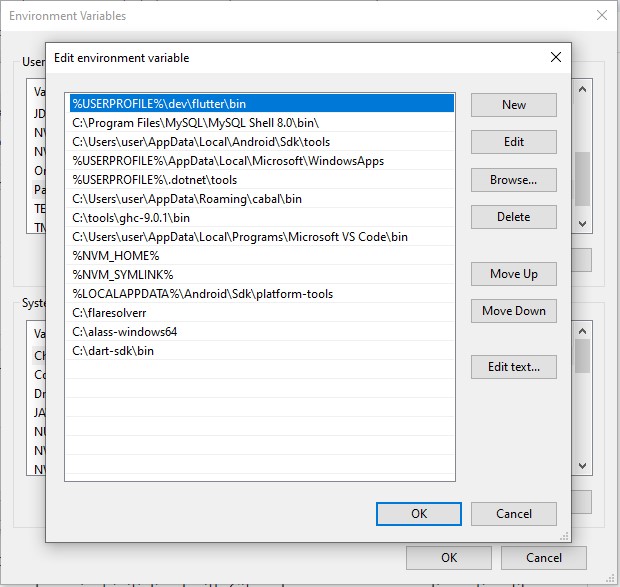 Environment Variables
Edit environment variable
User
Va
JD
NV
NV
On
Pa
TE
TM
%USERPROFILE%\dev\flutter\bin
C:\Program Files\MySQL\MySQL Shell 8.0\bin\
C:\Users\user\AppData\Local\Android\Sdk\tools
%USERPROFILE%\AppData\Local\Microsoft\WindowsApps
%USERPROFILE%\.dotnet\tools
C:\Users\user\AppData\Roaming\cabal\bin
C:\tools\ghc-9.0.1\bin
C:\Users\user\AppData\Local\Programs\Microsoft VS Code\bin
%NVM_HOME%
%NVM_SYMLINK%
%LOCALAPPDATA%\Android\Sdk\platform-tools
C:\flaresolverr
C:\alass-windows64
C:\dart-sdk\bin
New
Edit
Browse...
Delete
Move Up
Move Down
Edit text...
Syste
Va
Ch
Co
Dr
JA
NU
NV
NV
OK
Cancel
OK
Cancel